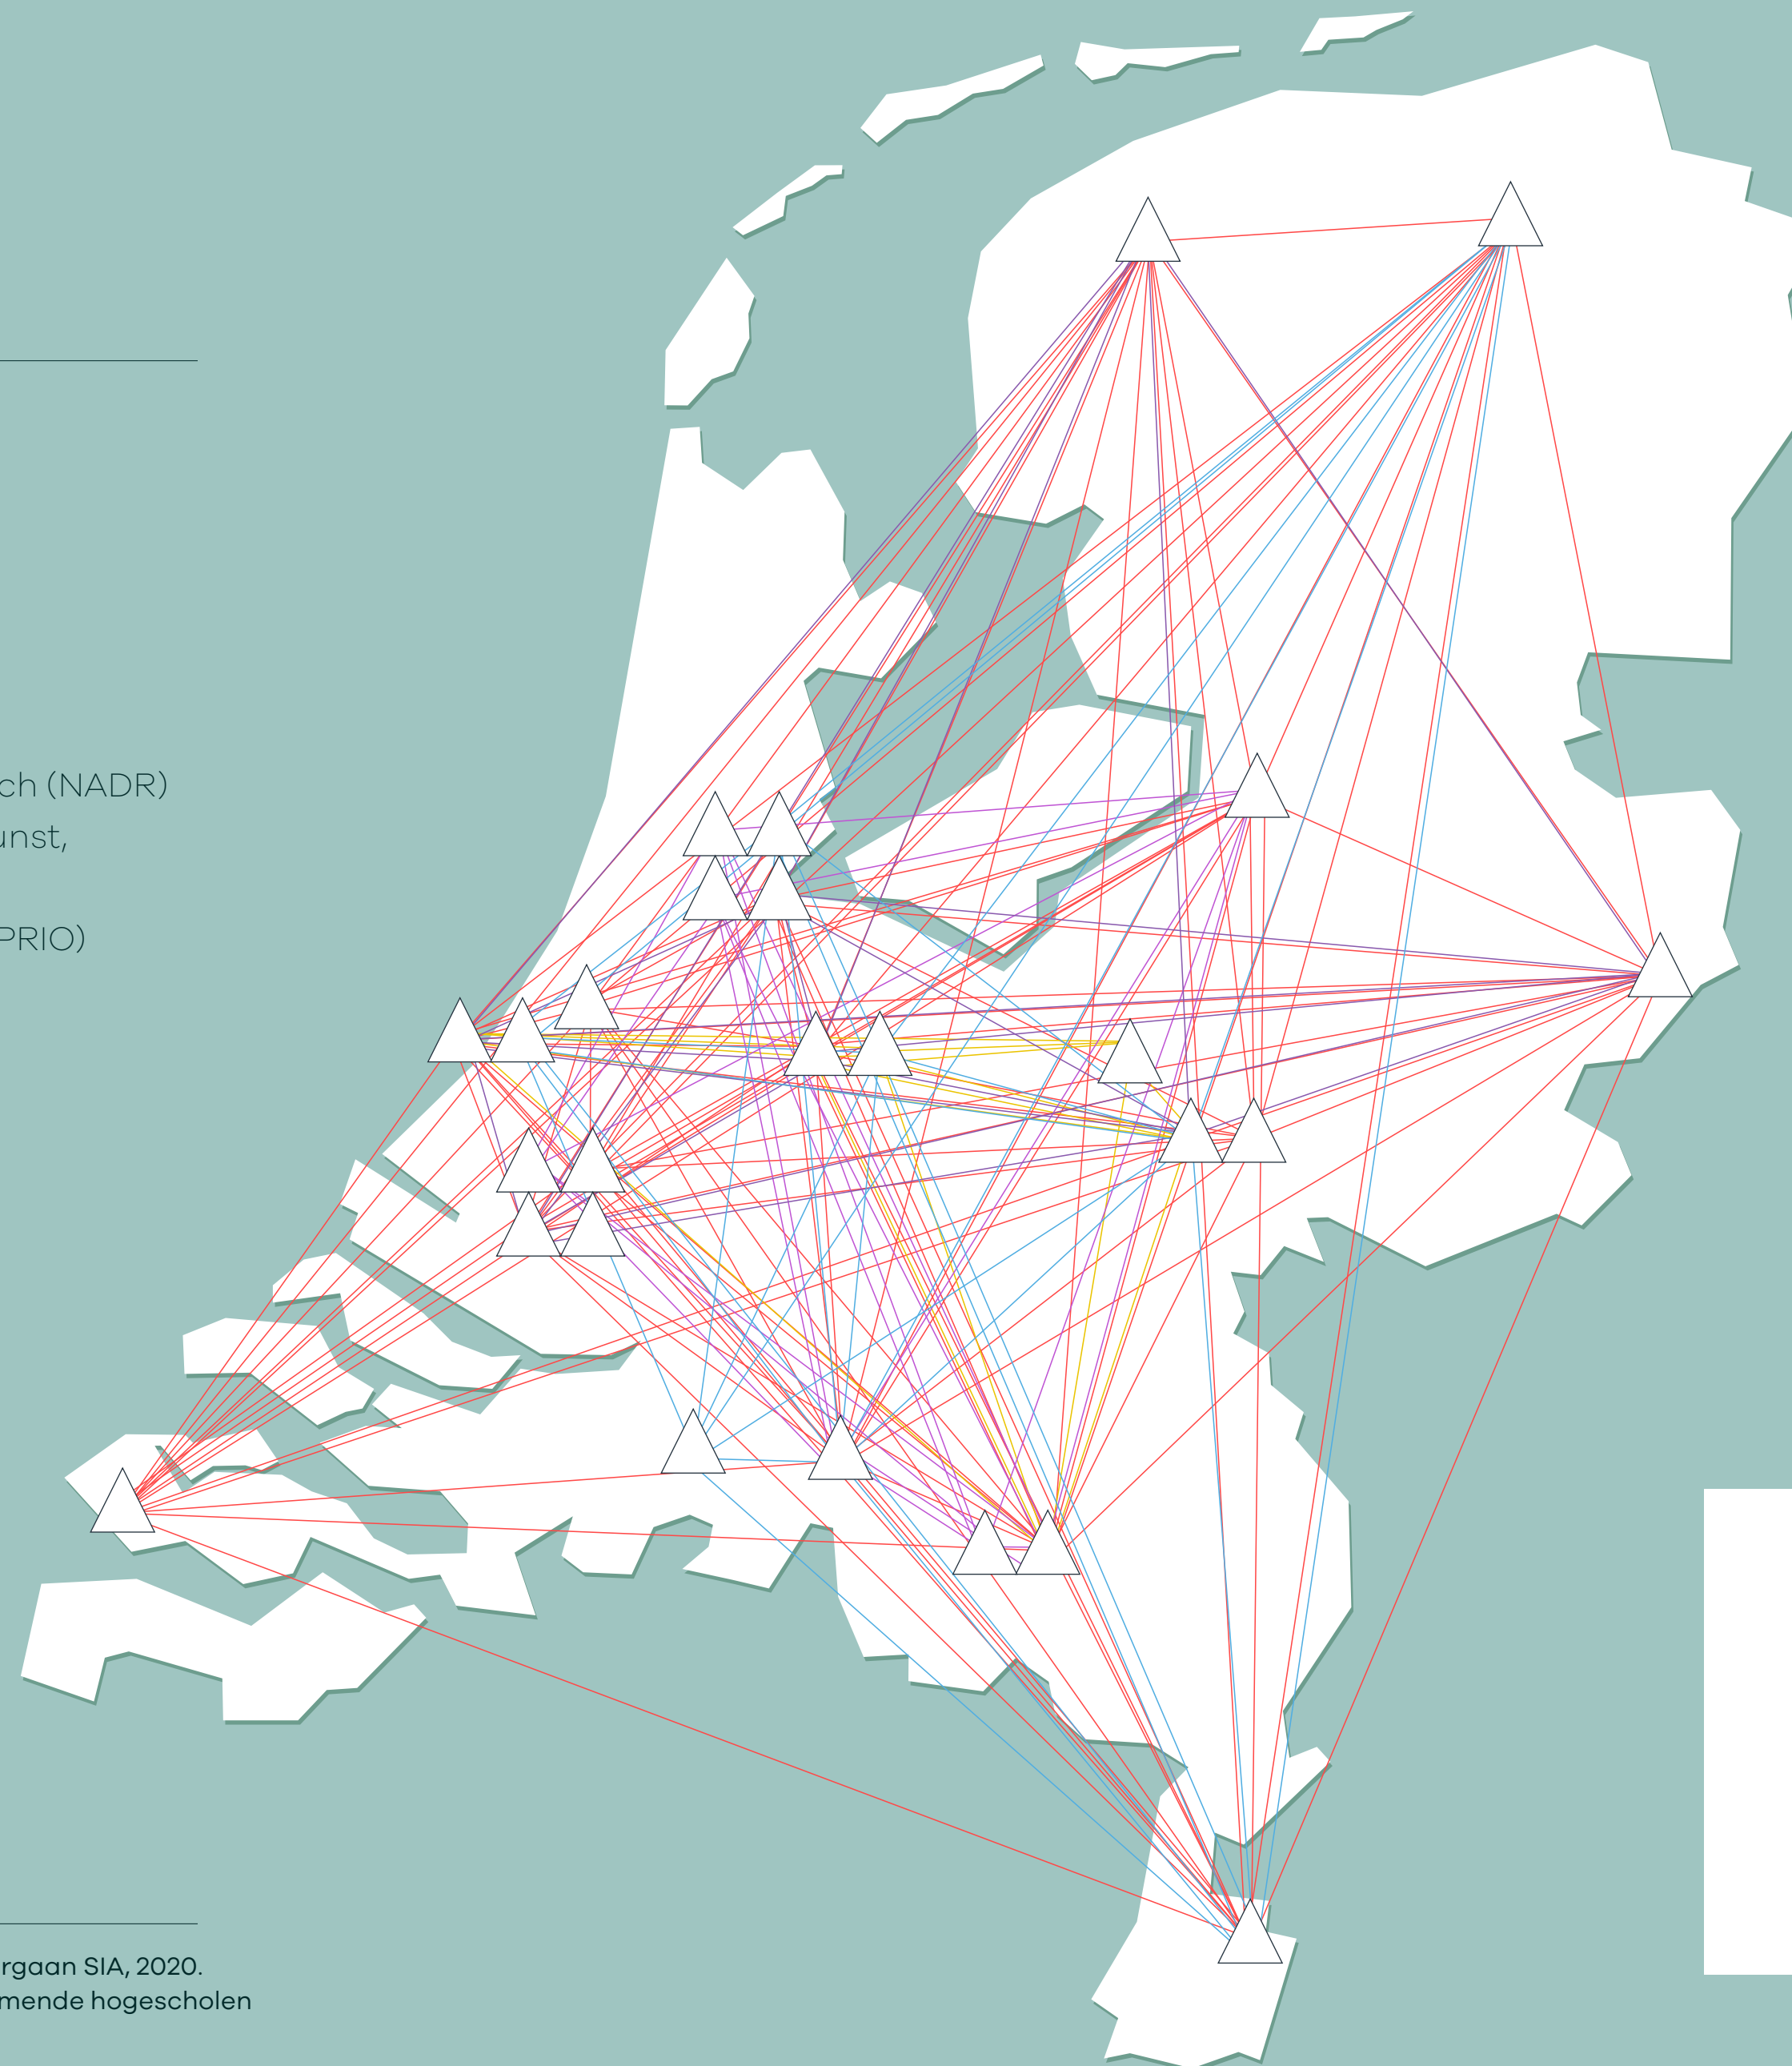 ch (NADR)
unst,
PRIO)
rgaan SIA, 2020.
mende hogescholen